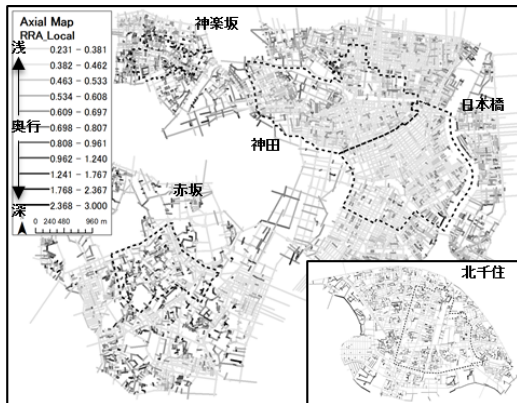 Axial Map
RRA_Local
浅
0.231 - 0.381
0.382 - 0.462
0.463 - 0.533
0.534 - 0.608
0.609 - 0.697
奥行
0.698 - 0.807
0.808 - 0.961
0.962 - 1.240
1.241 - 1.767
1.768 - 2.367
深
2.368 - 3.000
0 240 480 960 m
神楽坂
日本橋
神田
赤坂
北千住